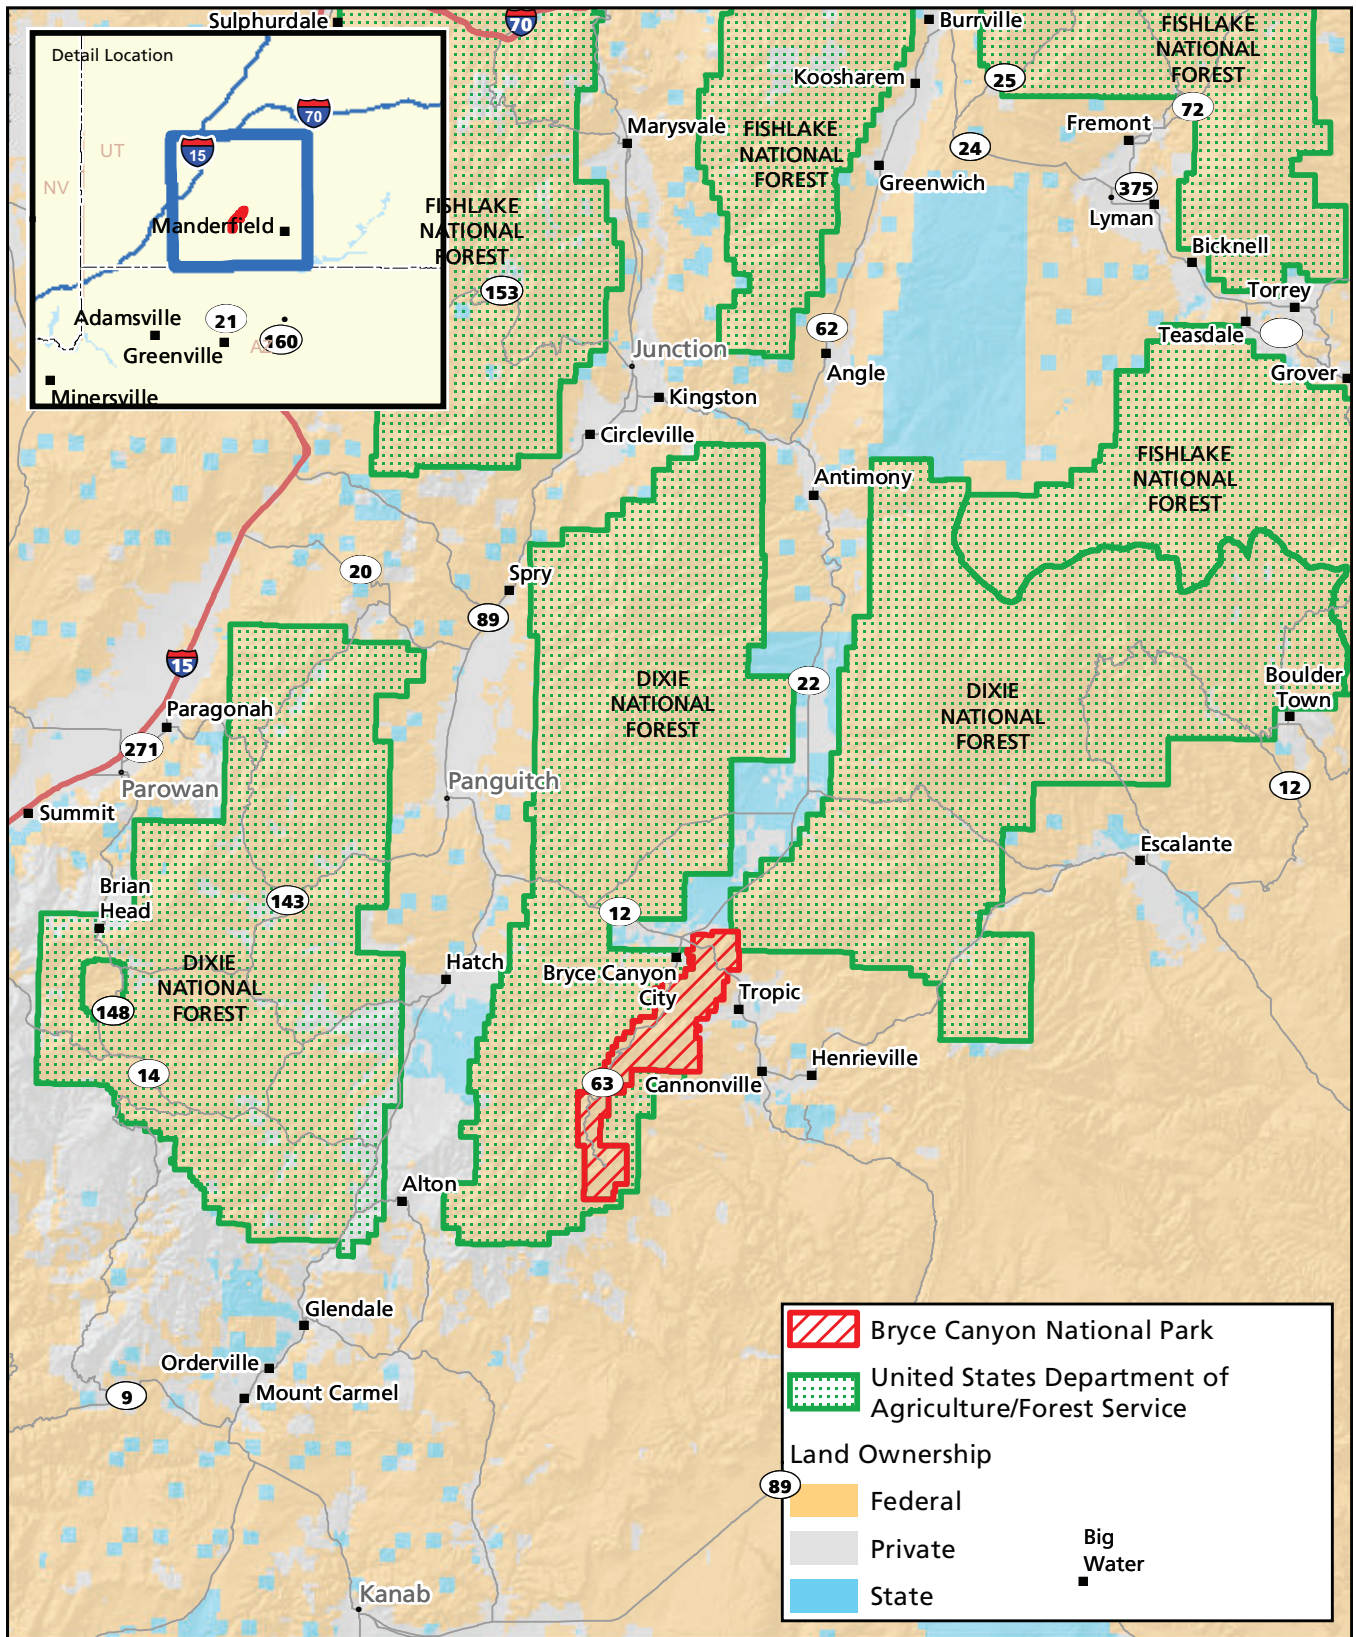 Sulphurdale
70
Burrville
FISHLAKE
NATIONAL
FOREST
Detail Location
Koosharem
25
70
72
Marysvale
FISHLAKE
NATIONAL
FOREST
Fremont
15
UT
24
NV
Greenwich
375
FISHLAKE
NATIONAL
FOREST
Manderfield
Lyman
Bicknell
153
Torrey
Adamsville
21
62
Teasdale
Greenville
160
AZ
Junction
Angle
Grover
Minersville
Kingston
Circleville
FISHLAKE
NATIONAL
FOREST
Antimony
20
Spry
89
15
DIXIE
NATIONAL
FOREST
22
DIXIE
NATIONAL
FOREST
Boulder
Town
Paragonah
271
Parowan
Panguitch
12
Summit
Escalante
Brian
Head
143
12
DIXIE
NATIONAL
FOREST
Hatch
Bryce Canyon
City
Tropic
148
14
63
Henrieville
Cannonville
Alton
Glendale
Orderville
9
Mount Carmel
Kanab
Bryce Canyon National Park
United States Department of
Agriculture/Forest Service
Land Ownership
89
Federal
Private
State
Big
Water